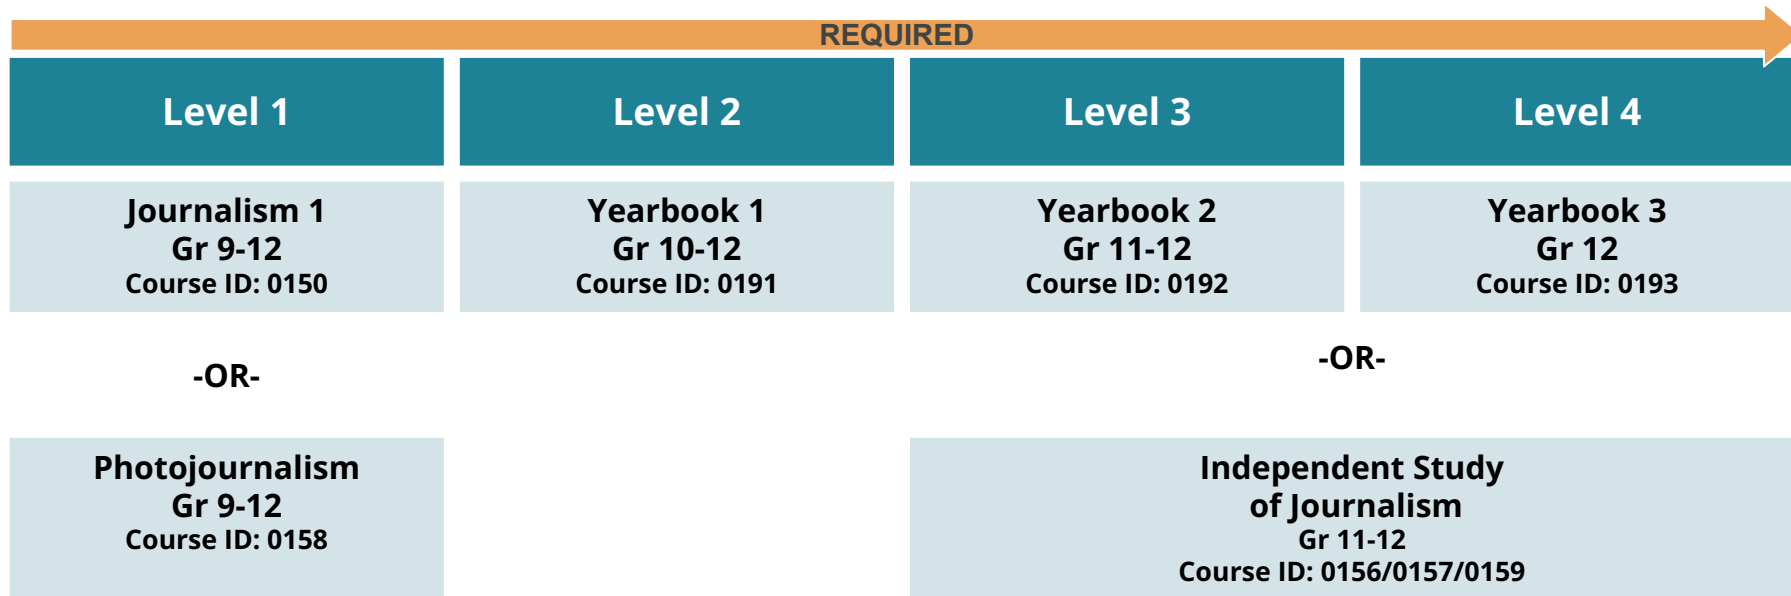 REQUIRED
Level 1
Level 2
Level 3
Level 4
Journalism 1
Gr 9-12
Course ID: 0150
Yearbook 1
Gr 10-12
Course ID: 0191
Yearbook 2
Gr 11-12
Course ID: 0192
Yearbook 3
Gr 12
Course ID: 0193
-OR-
-OR-
Photojournalism
Gr 9-12
Course ID: 0158
Independent Study
of Journalism
Gr 11-12
Course ID: 0156/0157/0159